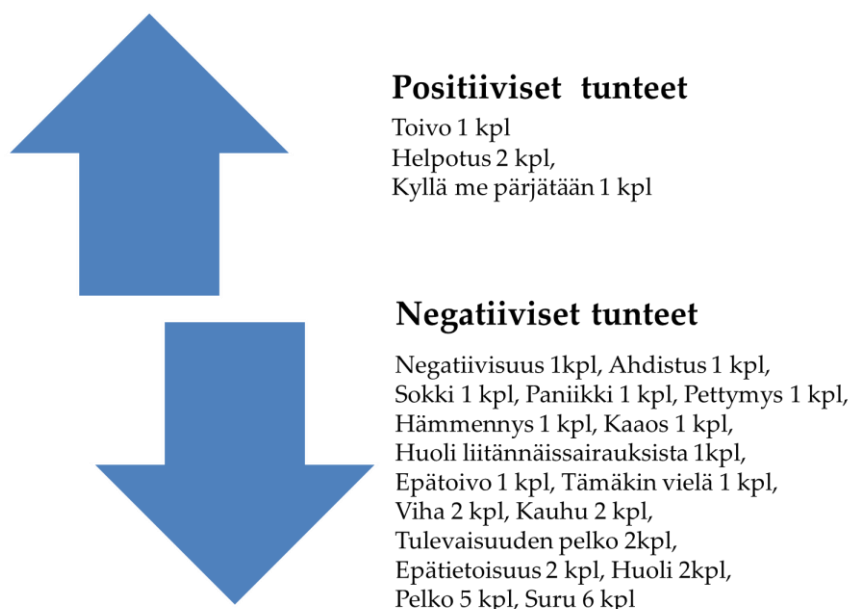 Positiiviset tunteet
Toivo 1 kpl
Helpotus 2 kpl,
Kyllä me pärjätään 1 kpl
Negatiiviset tunteet
Negatiivisuus 1kpl, Ahdistus 1 kpl,
Sokki 1 kpl, Paniikki 1 kpl, Pettymys 1 kpl,
Hämmennys 1 kpl, Kaaos 1 kpl,
Huoli liitännäissairauksista 1kpl,
Epätoivo 1 kpl, Tämäkin vielä 1 kpl,
Viha 2 kpl, Kauhu 2 kpl,
Tulevaisuuden pelko 2kpl,
Epätietoisuus 2 kpl, Huoli 2kpl,
Pelko 5 kpl, Suru 6 kpl